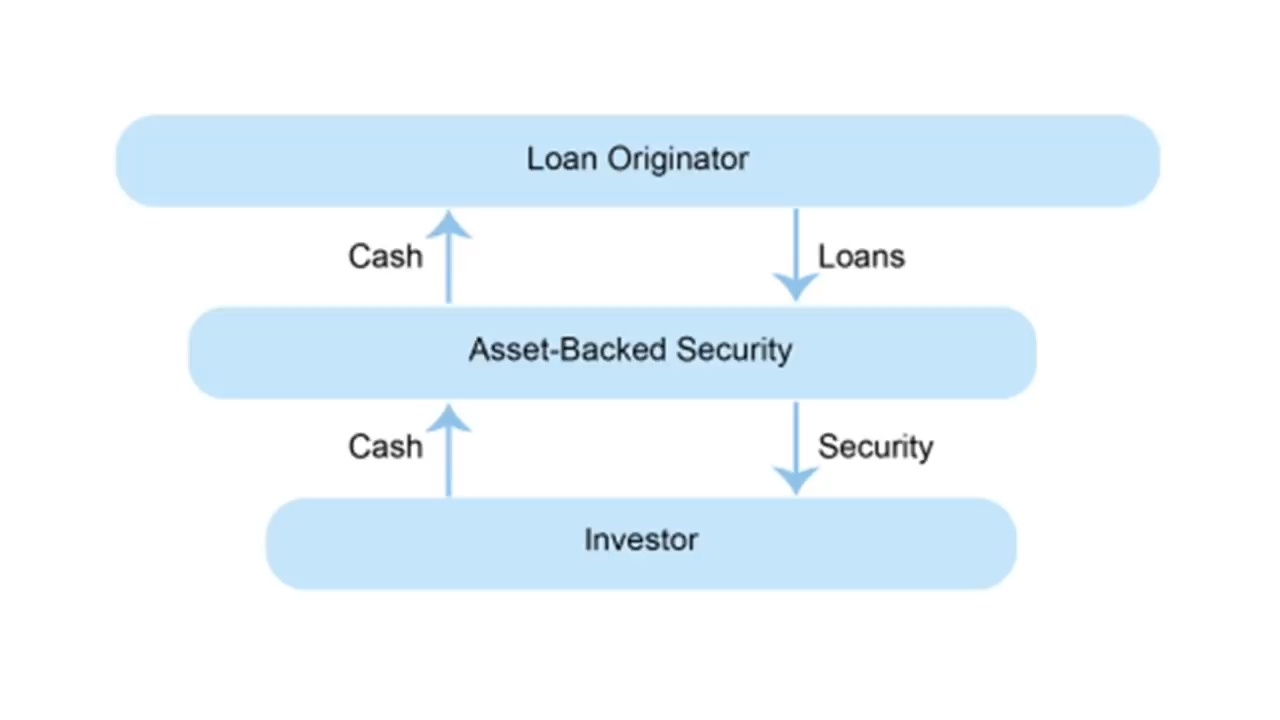 Loan Originator
Cash
Loans
Asset-Backed Security
Cash
Security
Investor